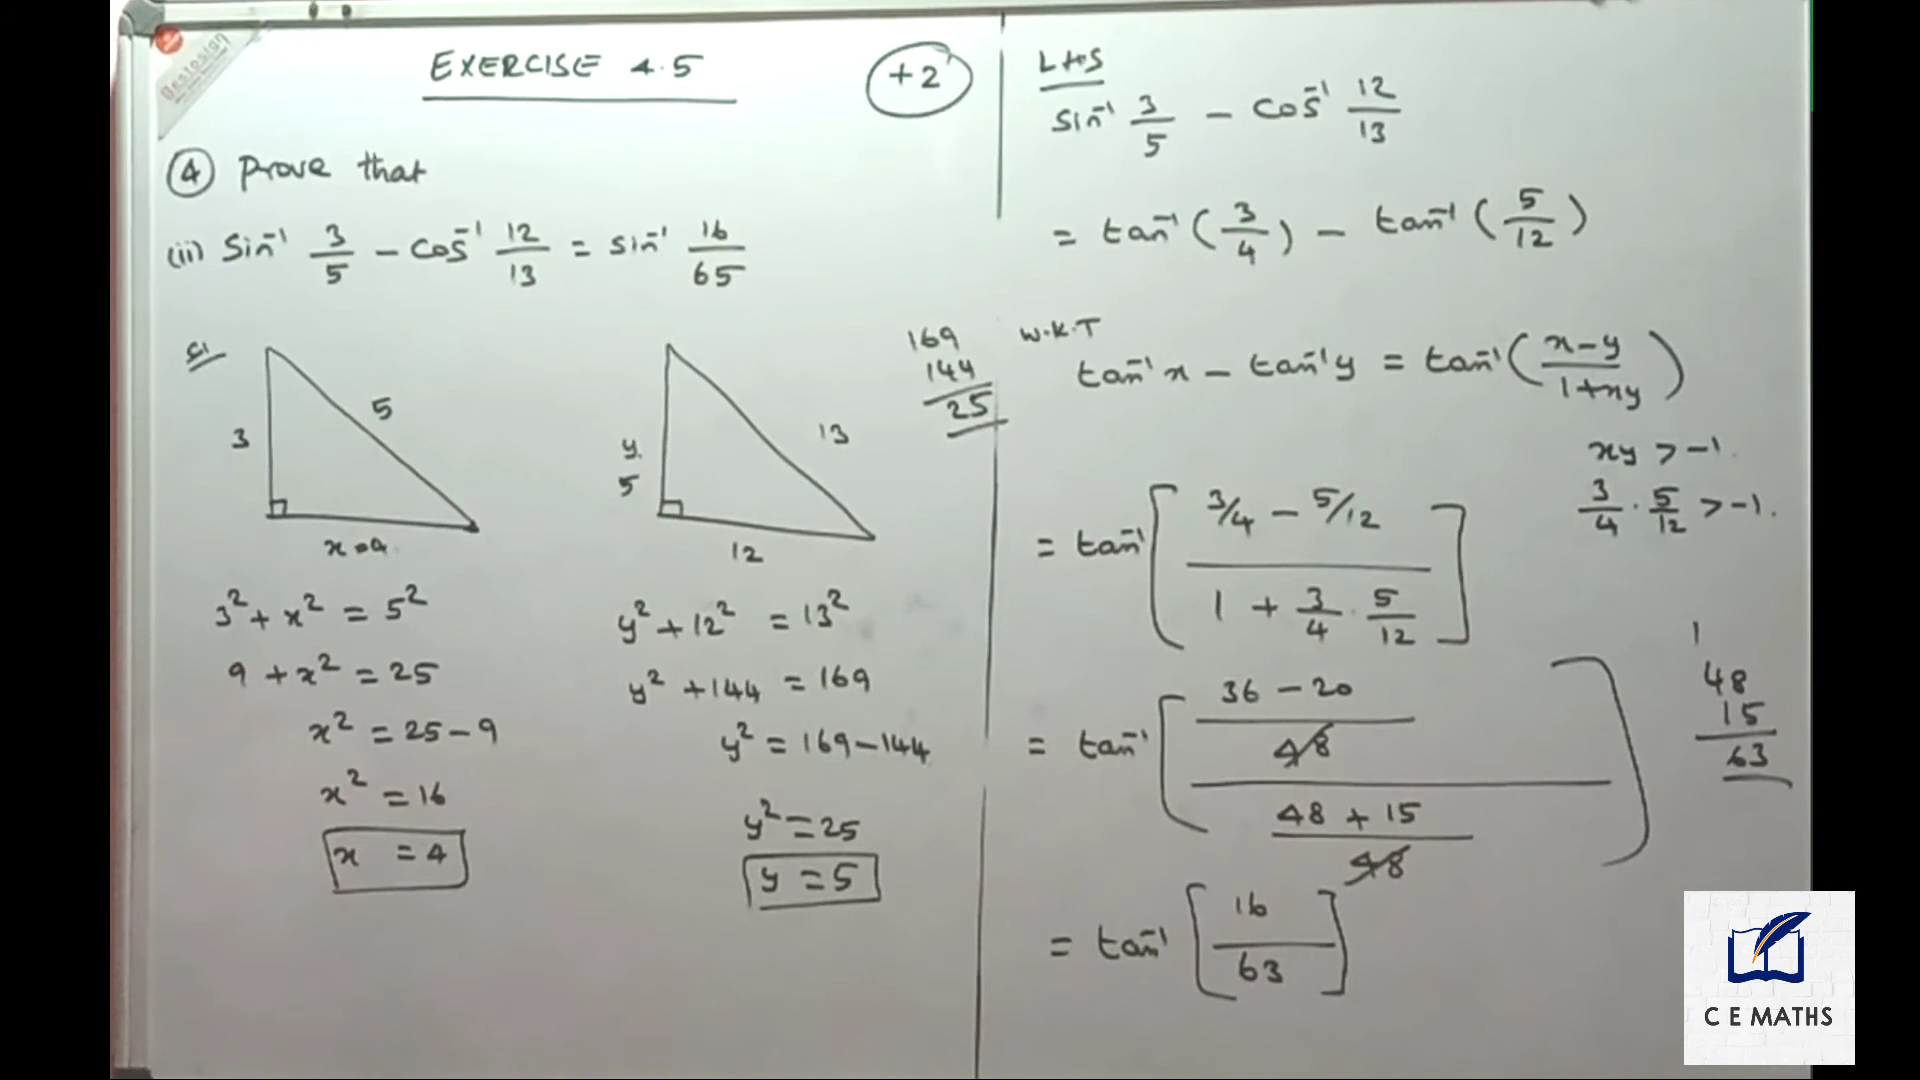 Bestosign
EXERCISE 4.5
+2
④ Prove that
(ii) Sin⁻¹ 3/5 − Cos⁻¹ 12/13 = Sin⁻¹ 16/65
3
5
x = 4
y
5
13
12
169
144
25
3² + x² = 5²
9 + x² = 25
x² = 25 − 9
x² = 16
x = 4
y² + 12² = 13²
y² + 144 = 169
y² = 169 − 144
y² = 25
y = 5
LHS
Sin⁻¹ 3/5 − Cos⁻¹ 12/13
= tan⁻¹ (3/4) − tan⁻¹ (5/12)
W.K.T
tan⁻¹x − tan⁻¹y = tan⁻¹ ((x − y)/(1 + xy))
xy > −1.
3/4 · 5/12 > −1.
= tan⁻¹ [(3/4 − 5/12)/(1 + 3/4 · 5/12)]
= tan⁻¹ [((36 − 20)/48)/((48 + 15)/48)]
1
48
15
63
= tan⁻¹ [16/63]
C E MATHS